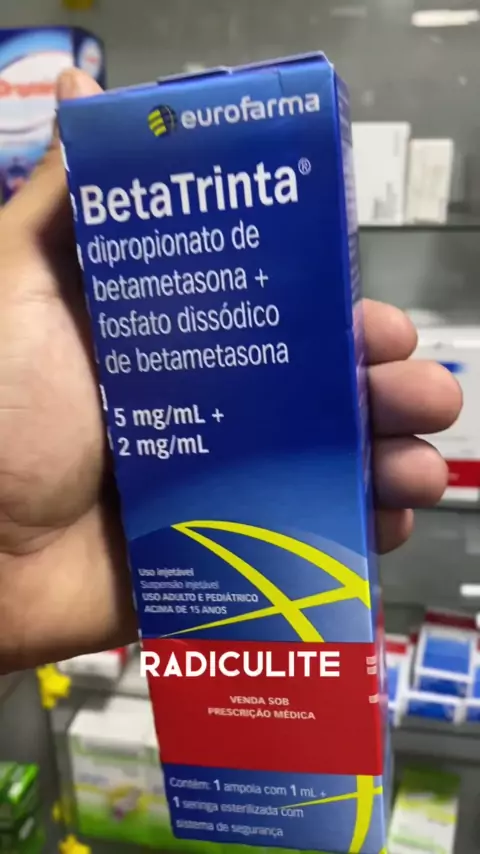 eurofarma
BetaTrinta®
dipropionato de
betametasona +
fosfato dissódico
de betametasona
5 mg/mL +
2 mg/mL
Uso injetável
Suspensão injetável
USO ADULTO E PEDIÁTRICO
ACIMA DE 15 ANOS
RADICULITE
VENDA SOB
PRESCRIÇÃO MÉDICA
Contém: 1 ampola com 1 mL +
1 seringa esterilizada com
sistema de segurança